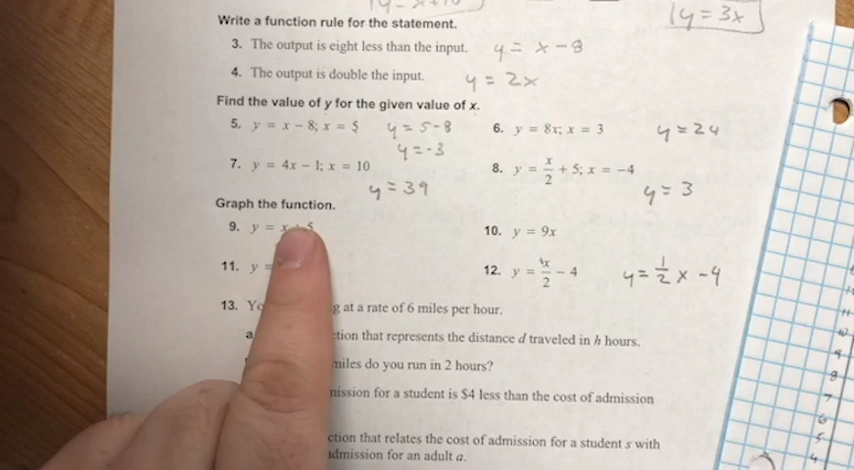 y = 3x
Write a function rule for the statement.
3. The output is eight less than the input. y = x - 8
4. The output is double the input. y = 2x
Find the value of y for the given value of x.
5. y = x − 8; x = 5 y = 5-8 6. y = 8x; x = 3 y = 24
y = -3
7. y = 4x − 1; x = 10 8. y = x/2 + 5; x = −4
y = 39 y = 3
Graph the function.
9. y = 10. y = 9x
11. y = 12. y = x/2 − 4 y = 1/2 x - 4
13. at a rate of 6 miles per hour.
that represents the distance d traveled in h hours.
miles do you run in 2 hours?
for a student is $4 less than the cost of admission
that relates the cost of admission for a student s with
admission for an adult a.